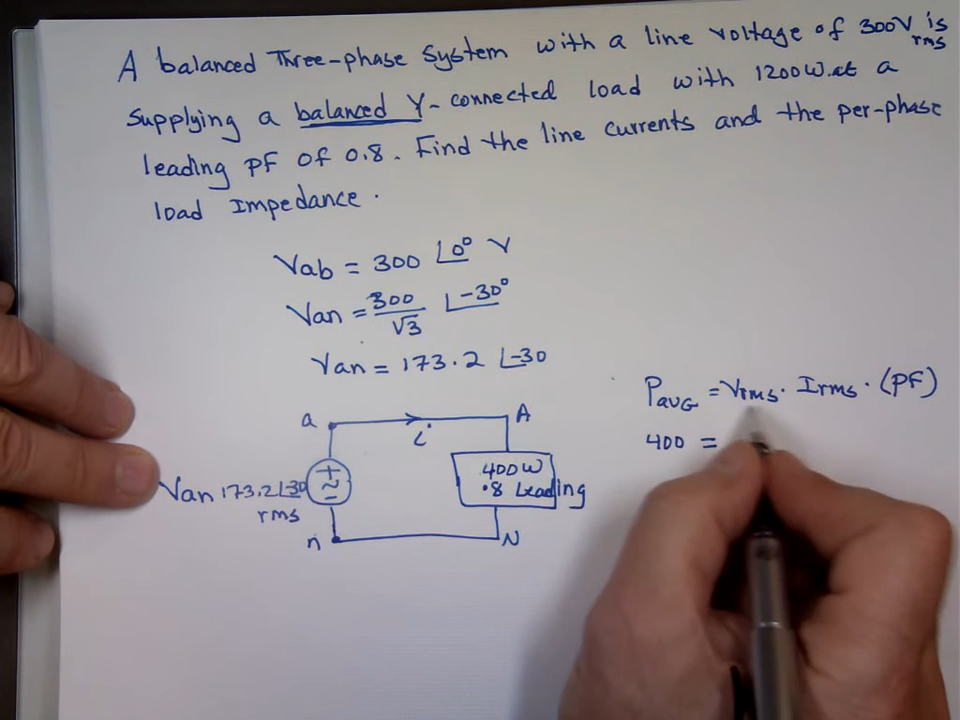 A balanced Three-phase System with a line voltage of 300V rms is
Supplying a balanced Y-connected load with 1200W at a
leading PF of 0.8. Find the line currents and the per-phase
load Impedance.
Vab = 300 ∠0° V
Van = 300/√3 ∠-30°
Van = 173.2 ∠-30
PAVG = Vrms · Irms · (PF)
400 =
a
A
i
+
~
-
400W
.8 Leading
Van 173.2∠-30
rms
n
N